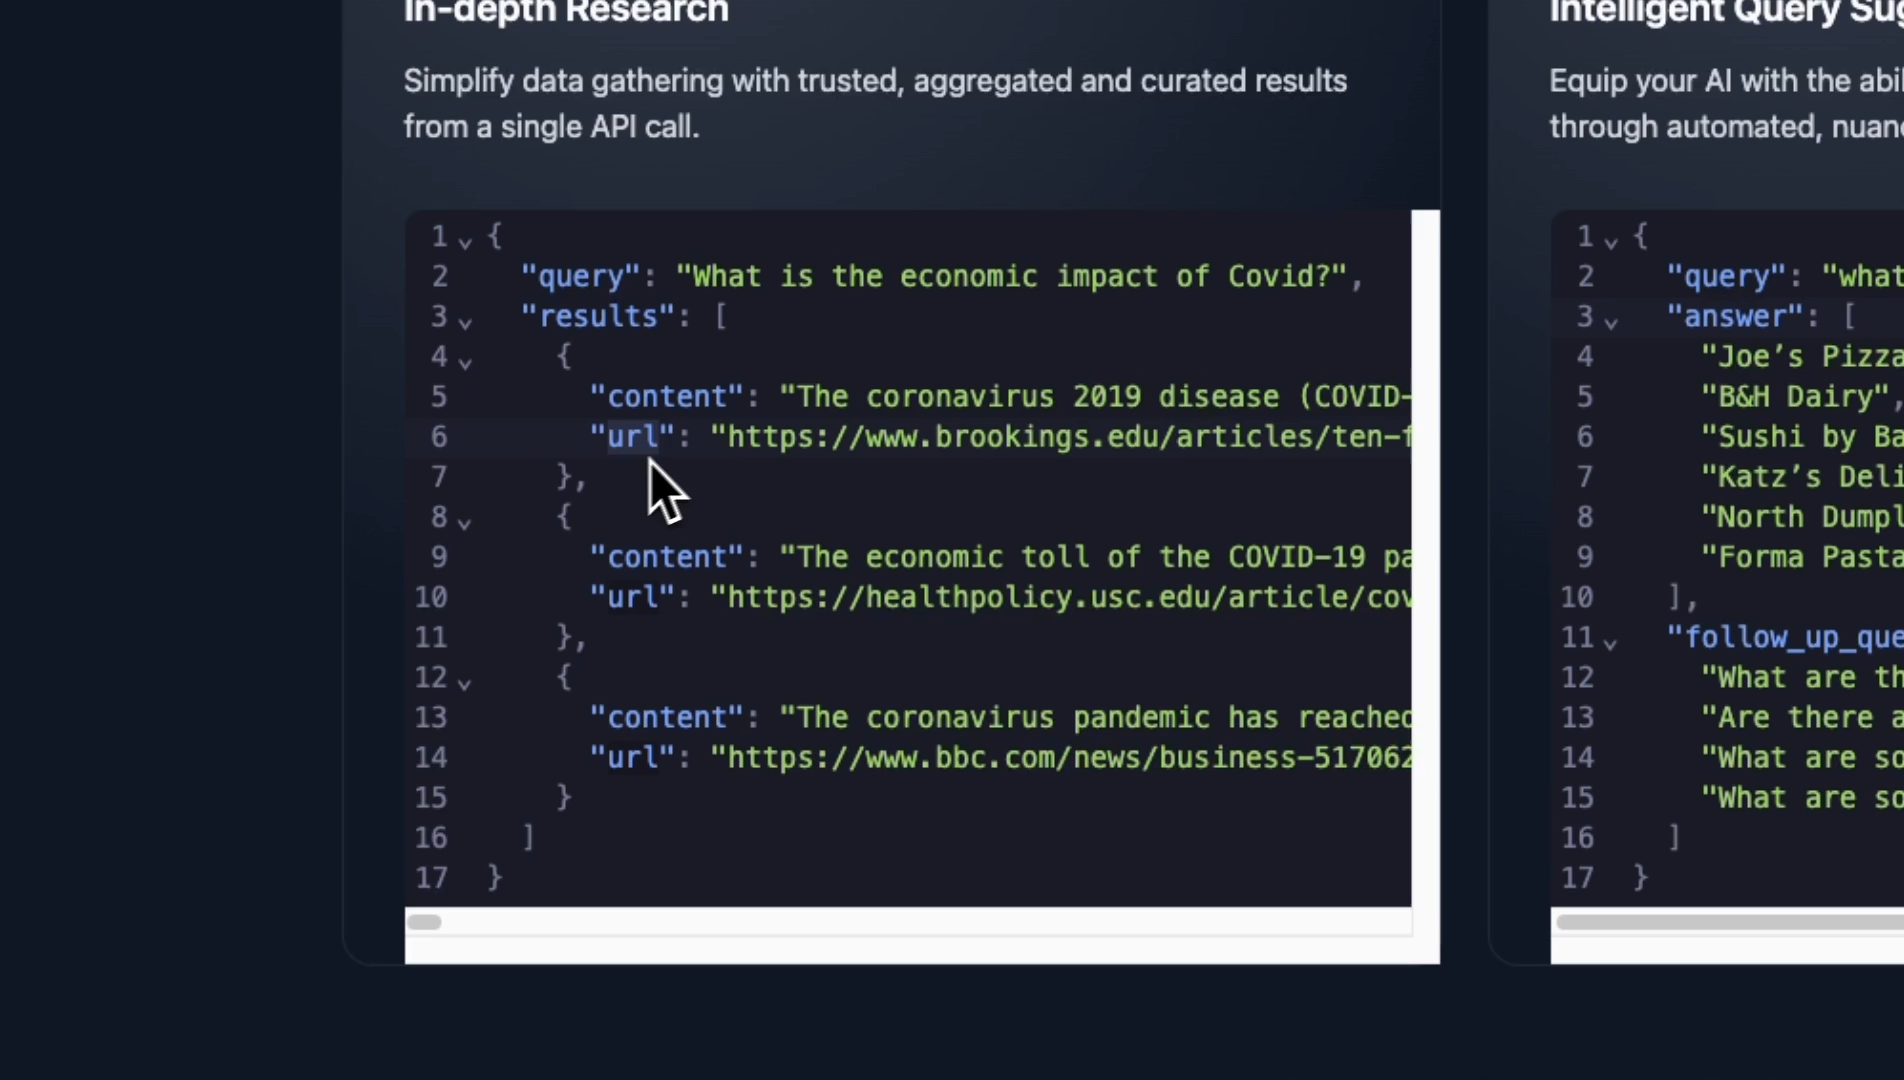 In-depth Research
Simplify data gathering with trusted, aggregated and curated results
from a single API call.
1 {
2 "query": "What is the economic impact of Covid?",
3 "results": [
4 {
5 "content": "The coronavirus 2019 disease (COVID-
6 "url": "https://www.brookings.edu/articles/ten-f
7 },
8 {
9 "content": "The economic toll of the COVID-19 pa
10 "url": "https://healthpolicy.usc.edu/article/cov
11 },
12 {
13 "content": "The coronavirus pandemic has reached
14 "url": "https://www.bbc.com/news/business-517062
15 }
16 ]
17 }
Intelligent Query Sug
Equip your AI with the abil
through automated, nuanc
1 {
2 "query": "what
3 "answer": [
4 "Joe’s Pizza
5 "B&H Dairy",
6 "Sushi by Ba
7 "Katz’s Deli
8 "North Dumpl
9 "Forma Pasta
10 ],
11 "follow_up_que
12 "What are th
13 "Are there a
14 "What are so
15 "What are so
16 ]
17 }